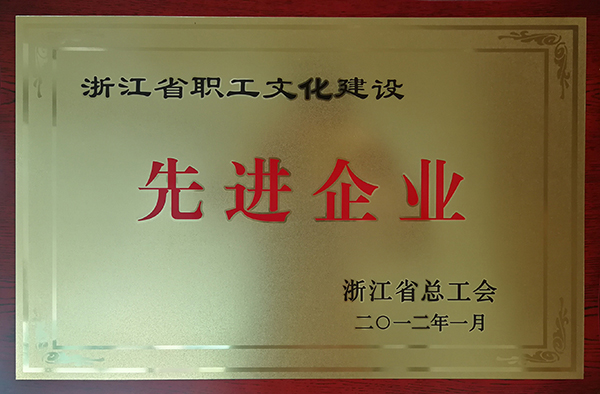 浙江省职工文化建设
先进企业
浙江省总工会
二〇一二年一月